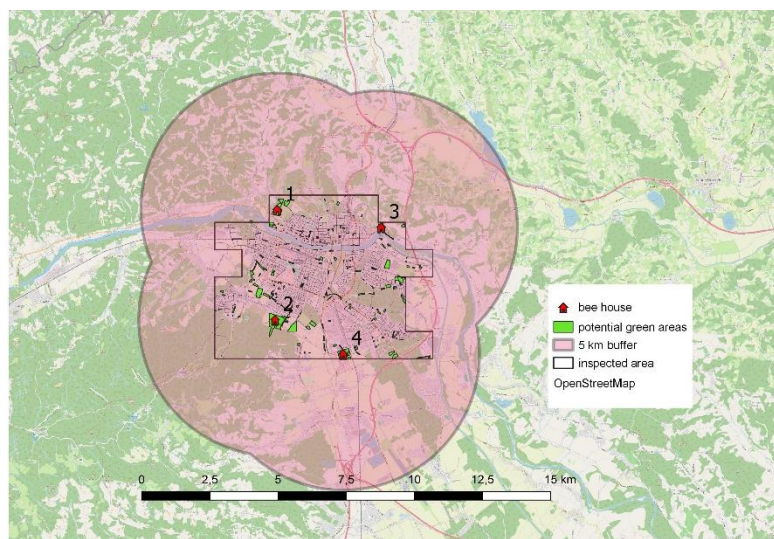 1
3
2
4
bee house
potential green areas
5 km buffer
inspected area
OpenStreetMap
0 2,5 5 7,5 10 12,5 15 km